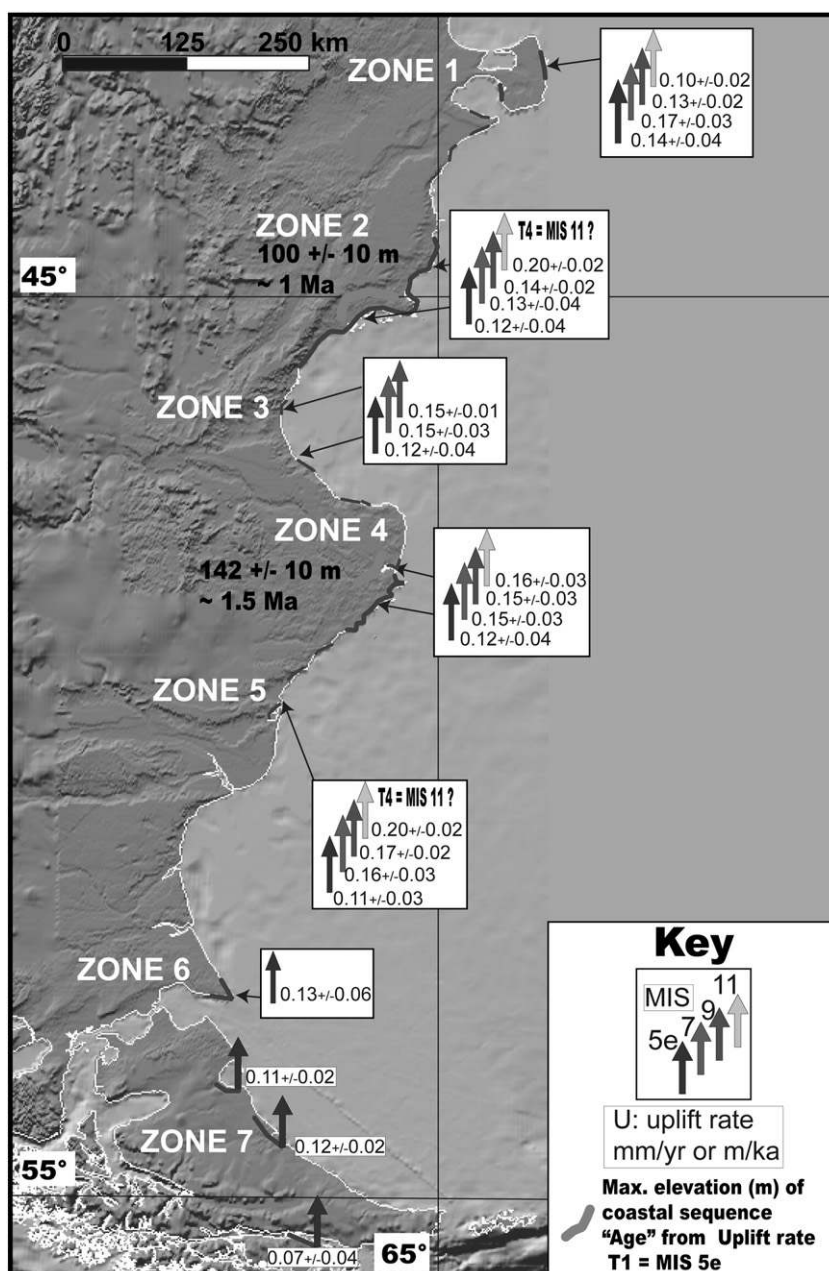 0 125 250 km
ZONE 1
0.10+/-0.02
0.13+/-0.02
0.17+/-0.03
0.14+/-0.04
ZONE 2
100 +/- 10 m
~ 1 Ma
45°
T4 = MIS 11 ?
0.20+/-0.02
0.14+/-0.02
0.13+/-0.04
0.12+/-0.04
ZONE 3
0.15+/-0.01
0.15+/-0.03
0.12+/-0.04
ZONE 4
142 +/- 10 m
~ 1.5 Ma
0.16+/-0.03
0.15+/-0.03
0.15+/-0.03
0.12+/-0.04
ZONE 5
T4 = MIS 11 ?
0.20+/-0.02
0.17+/-0.02
0.16+/-0.03
0.11+/-0.03
ZONE 6
0.13+/-0.06
0.11+/-0.02
ZONE 7
0.12+/-0.02
55°
0.07+/-0.04
65°
Key
MIS
5e 7 9 11
U: uplift rate
mm/yr or m/ka
Max. elevation (m) of
coastal sequence
“Age” from Uplift rate
T1 = MIS 5e